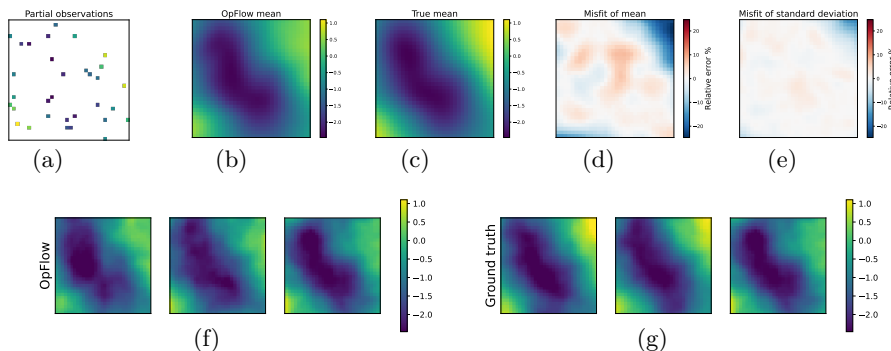 Partial observations
OpFlow mean
True mean
Misfit of mean
Misfit of standard deviation
1.0
0.5
0.0
−0.5
−1.0
−1.5
−2.0
1.0
0.5
0.0
−0.5
−1.0
−1.5
−2.0
20
10
0
−10
−20
Relative error %
20
10
0
−10
−20
(a)
(b)
(c)
(d)
(e)
OpFlow
1.0
0.5
0.0
−0.5
−1.0
−1.5
−2.0
Ground truth
1.0
0.5
0.0
−0.5
−1.0
−1.5
−2.0
(f)
(g)